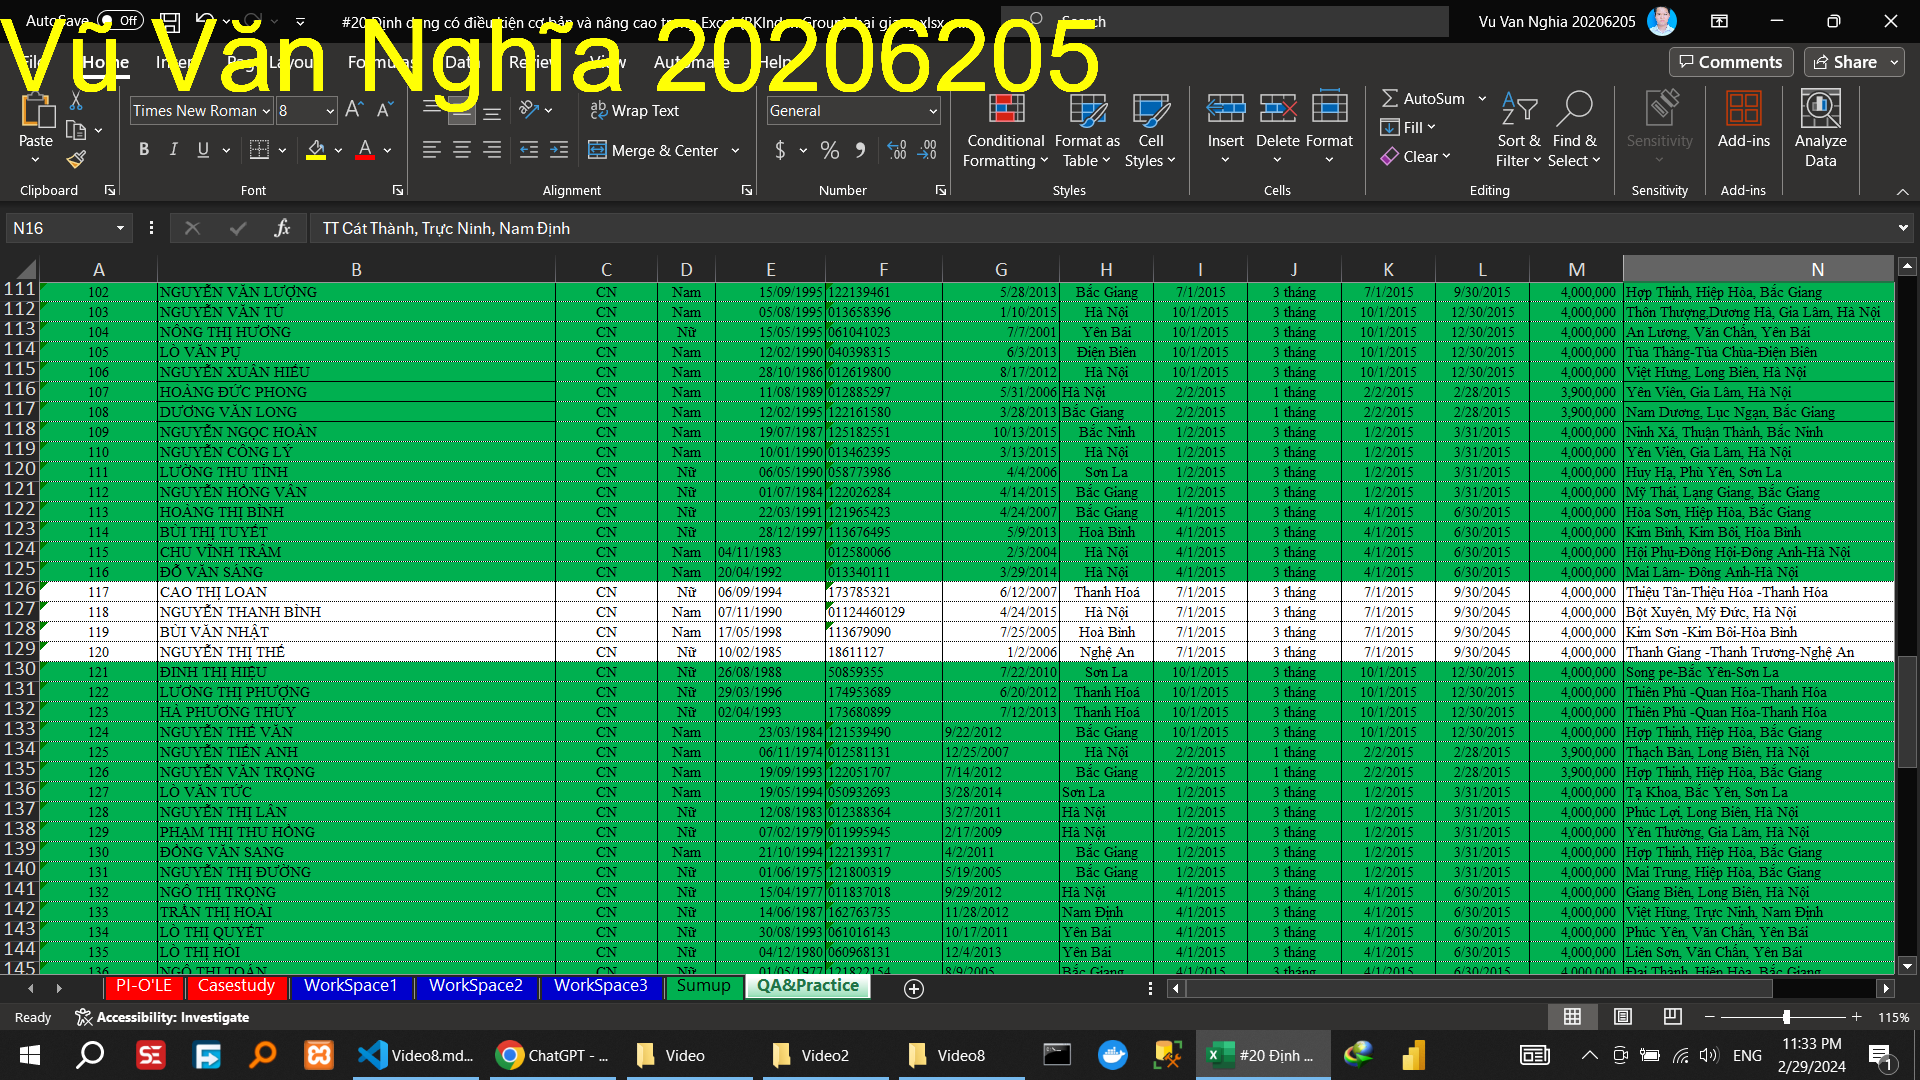 AutoSave Off #20 Định dạng có điều kiện cơ bản và nâng cao trong Excel Search Vu Van Nghia 20206205
Vũ Văn Nghĩa 20206205
Home Insert Page Layout Formulas Data Review View Automate Help Comments Share
Times New Roman 8 Wrap Text General AutoSum
Paste Conditional Format as Cell Insert Delete Format Fill Sort & Find & Sensitivity Add-ins Analyze
B I U Merge & Center $ % Formatting Table Styles Clear Filter Select Data
Clipboard Font Alignment Number Styles Cells Editing Sensitivity Add-ins
N16 fx TT Cát Thành, Trực Ninh, Nam Định
A B C D E F G H I J K L M N
111 102 NGUYỄN VĂN LƯỢNG CN Nam 15/09/1995 122139461 5/28/2013 Bắc Giang 7/1/2015 3 tháng 7/1/2015 9/30/2015 4,000,000 Hợp Thịnh, Hiệp Hòa, Bắc Giang
112 103 NGUYỄN VĂN TÚ CN Nam 05/08/1995 013658396 1/10/2015 Hà Nội 10/1/2015 3 tháng 10/1/2015 12/30/2015 4,000,000 Thôn Thượng,Dương Hà, Gia Lâm, Hà Nội
113 104 NÔNG THỊ HƯƠNG CN Nữ 15/05/1995 061041023 7/7/2001 Yên Bái 10/1/2015 3 tháng 10/1/2015 12/30/2015 4,000,000 An Lương, Văn Chấn, Yên Bái
114 105 LÒ VĂN PỤ CN Nam 12/02/1990 040398315 6/3/2013 Điện Biên 10/1/2015 3 tháng 10/1/2015 12/30/2015 4,000,000 Tủa Thàng-Tủa Chùa-Điện Biên
115 106 NGUYỄN XUÂN HIẾU CN Nam 28/10/1986 012619800 8/17/2012 Hà Nội 10/1/2015 3 tháng 10/1/2015 12/30/2015 4,000,000 Việt Hưng, Long Biên, Hà Nội
116 107 HOÀNG ĐỨC PHONG CN Nam 11/08/1989 012885297 5/31/2006 Hà Nội 2/2/2015 1 tháng 2/2/2015 2/28/2015 3,900,000 Yên Viên, Gia Lâm, Hà Nội
117 108 DƯƠNG VĂN LONG CN Nam 12/02/1995 122161580 3/28/2013 Bắc Giang 2/2/2015 1 tháng 2/2/2015 2/28/2015 3,900,000 Nam Dương, Lục Ngạn, Bắc Giang
118 109 NGUYỄN NGỌC HOÀN CN Nam 19/07/1987 125182551 10/13/2015 Bắc Ninh 1/2/2015 3 tháng 1/2/2015 3/31/2015 4,000,000 Ninh Xá, Thuận Thành, Bắc Ninh
119 110 NGUYỄN CÔNG LÝ CN Nam 10/01/1990 013462395 3/13/2015 Hà Nội 1/2/2015 3 tháng 1/2/2015 3/31/2015 4,000,000 Yên Viên, Gia Lâm, Hà Nội
120 111 LƯỜNG THU TÌNH CN Nữ 06/05/1990 058773986 4/4/2006 Sơn La 1/2/2015 3 tháng 1/2/2015 3/31/2015 4,000,000 Huy Hạ, Phù Yên, Sơn La
121 112 NGUYỄN HỒNG VÂN CN Nữ 01/07/1984 122026284 4/14/2015 Bắc Giang 1/2/2015 3 tháng 1/2/2015 3/31/2015 4,000,000 Mỹ Thái, Lạng Giang, Bắc Giang
122 113 HOÀNG THỊ BÌNH CN Nữ 22/03/1991 121965423 4/24/2007 Bắc Giang 4/1/2015 3 tháng 4/1/2015 6/30/2015 4,000,000 Hòa Sơn, Hiệp Hòa, Bắc Giang
123 114 BÙI THỊ TUYẾT CN Nữ 28/12/1997 113676495 5/9/2013 Hoà Bình 4/1/2015 3 tháng 4/1/2015 6/30/2015 4,000,000 Kim Bình, Kim Bôi, Hòa Bình
124 115 CHU VĨNH TRÂM CN Nam 04/11/1983 012580066 2/3/2004 Hà Nội 4/1/2015 3 tháng 4/1/2015 6/30/2015 4,000,000 Hội Phụ-Đông Hội-Đông Anh-Hà Nội
125 116 ĐỖ VĂN SÁNG CN Nam 20/04/1992 013340111 3/29/2014 Hà Nội 4/1/2015 3 tháng 4/1/2015 6/30/2015 4,000,000 Mai Lâm- Đông Anh-Hà Nội
126 117 CAO THỊ LOAN CN Nữ 06/09/1994 173785321 6/12/2007 Thanh Hoá 7/1/2015 3 tháng 7/1/2015 9/30/2045 4,000,000 Thiệu Tân-Thiệu Hóa -Thanh Hóa
127 118 NGUYỄN THANH BÌNH CN Nam 07/11/1990 01124460129 4/24/2015 Hà Nội 7/1/2015 3 tháng 7/1/2015 9/30/2045 4,000,000 Bột Xuyên, Mỹ Đức, Hà Nội
128 119 BÙI VĂN NHẬT CN Nam 17/05/1998 113679090 7/25/2005 Hoà Bình 7/1/2015 3 tháng 7/1/2015 9/30/2045 4,000,000 Kim Sơn -Kim Bôi-Hòa Bình
129 120 NGUYỄN THỊ THẾ CN Nữ 10/02/1985 18611127 1/2/2006 Nghệ An 7/1/2015 3 tháng 7/1/2015 9/30/2045 4,000,000 Thanh Giang -Thanh Trương-Nghệ An
130 121 ĐINH THỊ HIỆU CN Nữ 26/08/1988 50859355 7/22/2010 Sơn La 10/1/2015 3 tháng 10/1/2015 12/30/2015 4,000,000 Song pe-Bắc Yên-Sơn La
131 122 LƯƠNG THỊ PHƯỢNG CN Nữ 29/03/1996 174953689 6/20/2012 Thanh Hoá 10/1/2015 3 tháng 10/1/2015 12/30/2015 4,000,000 Thiên Phủ -Quan Hóa-Thanh Hóa
132 123 HÀ PHƯƠNG THÚY CN Nữ 02/04/1993 173680899 7/12/2013 Thanh Hoá 10/1/2015 3 tháng 10/1/2015 12/30/2015 4,000,000 Thiên Phủ -Quan Hóa-Thanh Hóa
133 124 NGUYỄN THẾ VĂN CN Nam 23/03/1984 121539490 9/22/2012 Bắc Giang 10/1/2015 3 tháng 10/1/2015 12/30/2015 4,000,000 Hợp Thịnh, Hiệp Hòa, Bắc Giang
134 125 NGUYỄN TIẾN ANH CN Nam 06/11/1974 012581131 12/25/2007 Hà Nội 2/2/2015 1 tháng 2/2/2015 2/28/2015 3,900,000 Thạch Bàn, Long Biên, Hà Nội
135 126 NGUYỄN VĂN TRỌNG CN Nam 19/09/1993 122051707 7/14/2012 Bắc Giang 2/2/2015 1 tháng 2/2/2015 2/28/2015 3,900,000 Hợp Thịnh, Hiệp Hòa, Bắc Giang
136 127 LÒ VĂN TỨC CN Nam 19/05/1994 050932693 3/28/2014 Sơn La 1/2/2015 3 tháng 1/2/2015 3/31/2015 4,000,000 Tạ Khoa, Bắc Yên, Sơn La
137 128 NGUYỄN THỊ LÂN CN Nữ 12/08/1983 012388364 3/27/2011 Hà Nội 1/2/2015 3 tháng 1/2/2015 3/31/2015 4,000,000 Phúc Lợi, Long Biên, Hà Nội
138 129 PHẠM THỊ THU HỒNG CN Nữ 07/02/1979 011995945 2/17/2009 Hà Nội 1/2/2015 3 tháng 1/2/2015 3/31/2015 4,000,000 Yên Thường, Gia Lâm, Hà Nội
139 130 ĐỒNG VĂN SANG CN Nam 21/10/1994 122139317 4/2/2011 Bắc Giang 1/2/2015 3 tháng 1/2/2015 3/31/2015 4,000,000 Hợp Thịnh, Hiệp Hòa, Bắc Giang
140 131 NGUYỄN THỊ ĐƯỜNG CN Nữ 01/06/1975 121800319 5/19/2005 Bắc Giang 1/2/2015 3 tháng 1/2/2015 3/31/2015 4,000,000 Mai Trung, Hiệp Hòa, Bắc Giang
141 132 NGÔ THỊ TRỌNG CN Nữ 15/04/1977 011837018 9/29/2012 Hà Nội 4/1/2015 3 tháng 4/1/2015 6/30/2015 4,000,000 Giang Biên, Long Biên, Hà Nội
142 133 TRẦN THỊ HOÀI CN Nữ 14/06/1987 162763735 11/28/2012 Nam Định 4/1/2015 3 tháng 4/1/2015 6/30/2015 4,000,000 Việt Hùng, Trực Ninh, Nam Định
143 134 LÒ THỊ QUYẾT CN Nữ 30/08/1993 061016143 10/17/2011 Yên Bái 4/1/2015 3 tháng 4/1/2015 6/30/2015 4,000,000 Phúc Yên, Văn Chấn, Yên Bái
144 135 LÒ THỊ HỎI CN Nữ 04/12/1980 060968131 12/4/2013 Yên Bái 4/1/2015 3 tháng 4/1/2015 6/30/2015 4,000,000 Liên Sơn, Văn Chấn, Yên Bái
145 136 NGÔ THỊ TOÀN CN Nữ 01/05/1977 121822154 8/9/2005 Bắc Giang 4/1/2015 3 tháng 4/1/2015 6/30/2015 4,000,000 Đại Thành, Hiệp Hòa, Bắc Giang
PI-O'LE Casestudy WorkSpace1 WorkSpace2 WorkSpace3 Sumup QA&Practice
Ready Accessibility: Investigate 115%
Video8.md... ChatGPT - ... Video Video2 Video8 #20 Định ... ENG 11:33 PM
2/29/2024 1